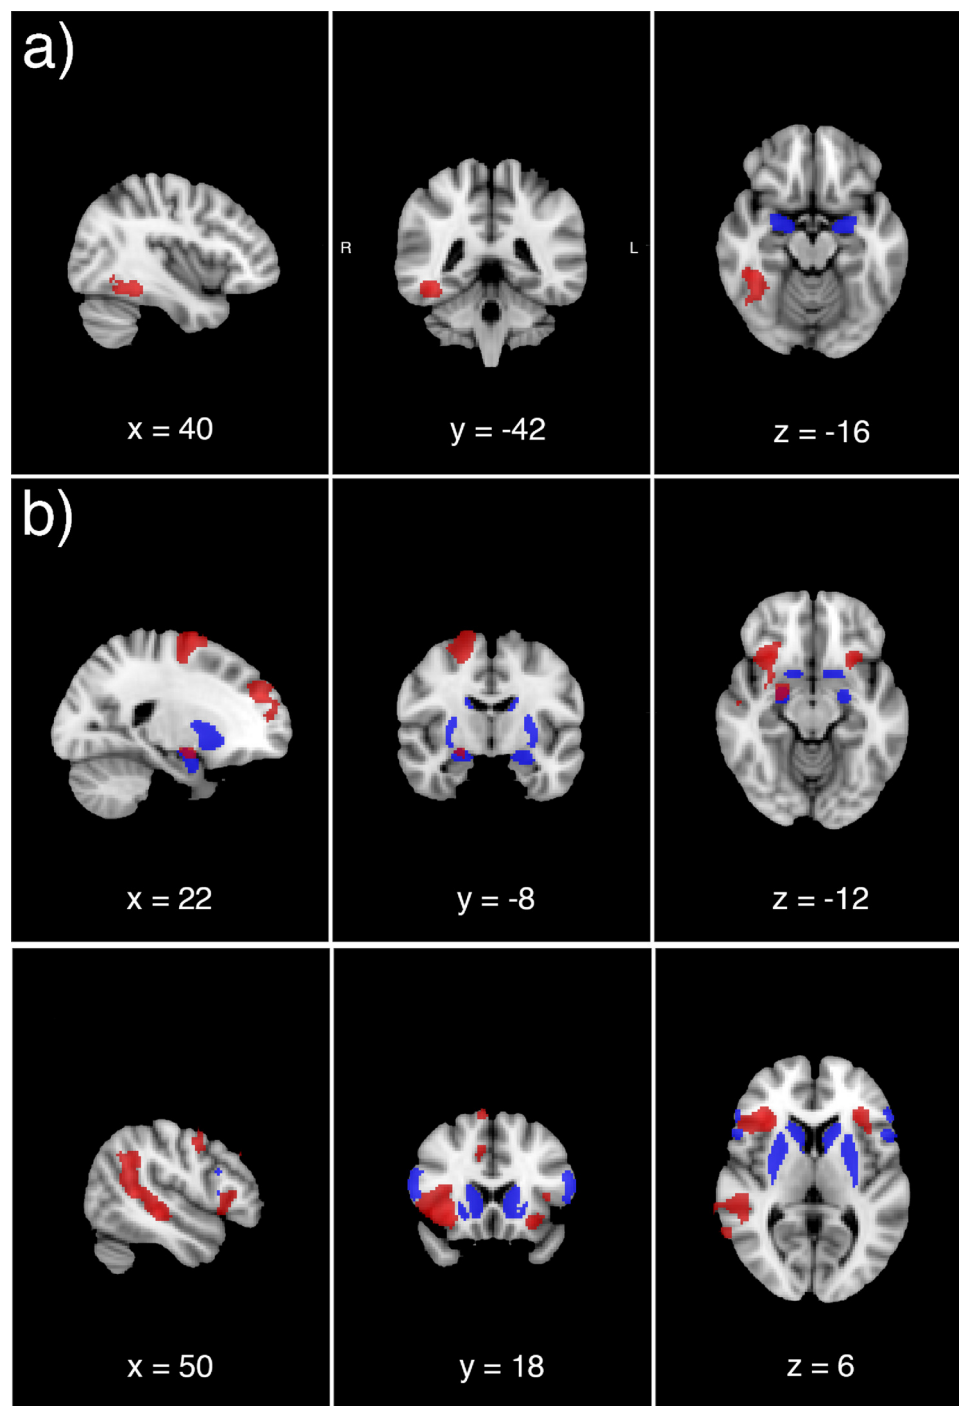 a)
R
L
x = 40
y = -42
z = -16
b)
x = 22
y = -8
z = -12
x = 50
y = 18
z = 6